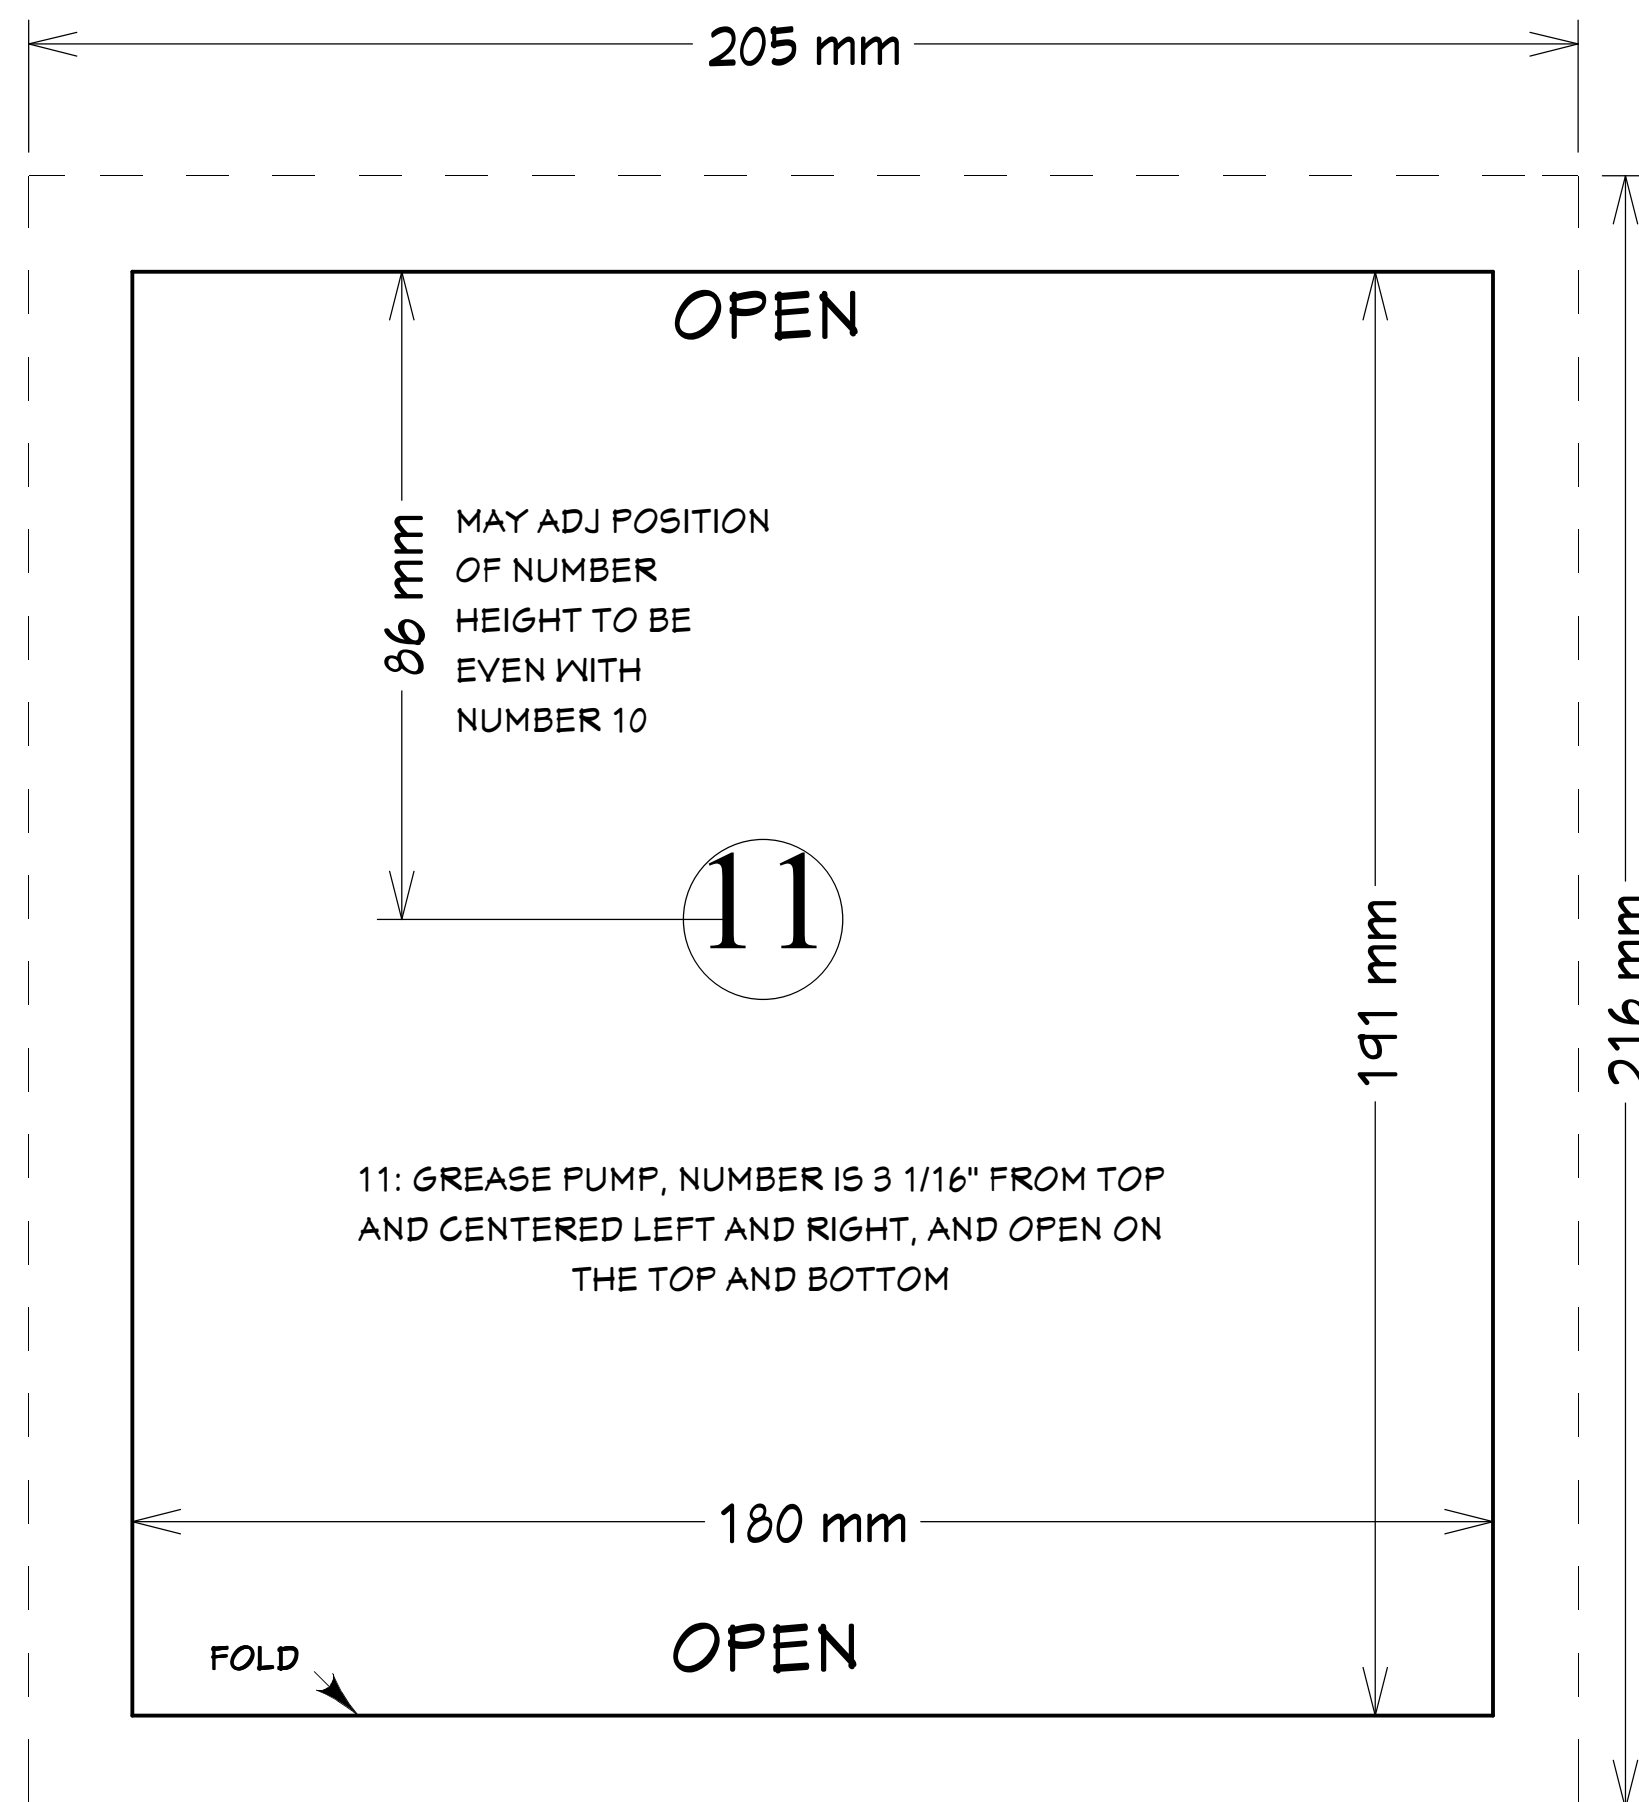 205 mm
OPEN
86 mm
MAY ADJ POSITION
OF NUMBER
HEIGHT TO BE
EVEN WITH
NUMBER 10
11
191 mm
216 mm
11: GREASE PUMP, NUMBER IS 3 1/16" FROM TOP
AND CENTERED LEFT AND RIGHT, AND OPEN ON
THE TOP AND BOTTOM
180 mm
OPEN
FOLD